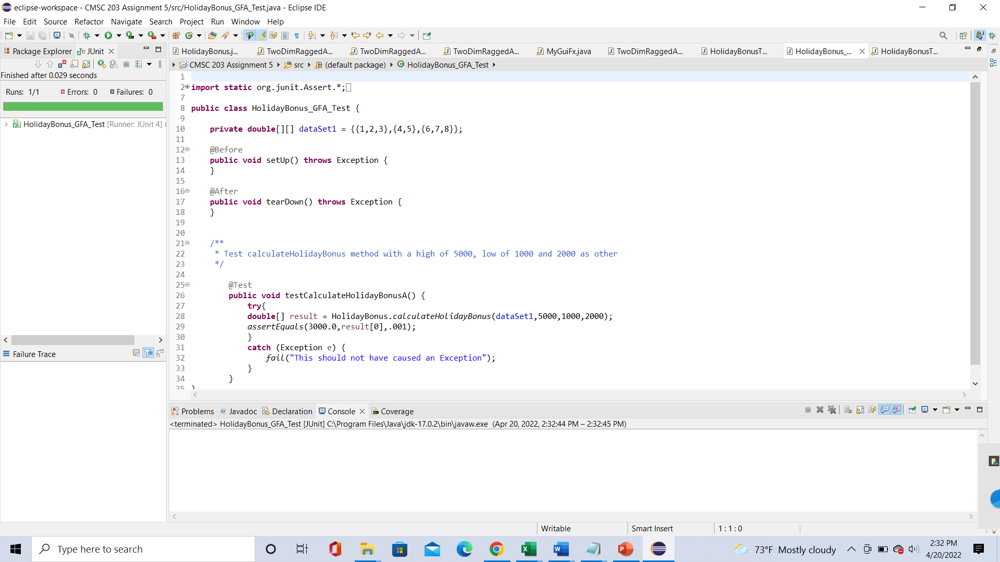 eclipse-workspace - CMSC 203 Assignment 5/src/HolidayBonus_GFA_Test.java - Eclipse IDE
File Edit Source Refactor Navigate Search Project Run Window Help
Package Explorer JUnit
HolidayBonus.j... TwoDimRaggedA... TwoDimRaggedA... TwoDimRaggedA... MyGuiFx.java TwoDimRaggedA... HolidayBonusT... HolidayBonus_... HolidayBonusT...
CMSC 203 Assignment 5 src (default package) HolidayBonus_GFA_Test
Finished after 0.029 seconds
Runs: 1/1 Errors: 0 Failures: 0
HolidayBonus_GFA_Test [Runner: JUnit 4] (
Failure Trace
1
2 import static org.junit.Assert.*;
7
8 public class HolidayBonus_GFA_Test {
9
10 private double[][] dataSet1 = {{1,2,3},{4,5},{6,7,8}};
11
12 @Before
13 public void setUp() throws Exception {
14 }
15
16 @After
17 public void tearDown() throws Exception {
18 }
19
20
21 /**
22 * Test calculateHolidayBonus method with a high of 5000, low of 1000 and 2000 as other
23 */
24
25 @Test
26 public void testCalculateHolidayBonusA() {
27 try{
28 double[] result = HolidayBonus.calculateHolidayBonus(dataSet1,5000,1000,2000);
29 assertEquals(3000.0,result[0],.001);
30 }
31 catch (Exception e) {
32 fail("This should not have caused an Exception");
33 }
34 }
35 }
Problems Javadoc Declaration Console Coverage
<terminated> HolidayBonus_GFA_Test [JUnit] C:\Program Files\Java\jdk-17.0.2\bin\javaw.exe (Apr 20, 2022, 2:32:44 PM – 2:32:45 PM)
Writable Smart Insert 1 : 1 : 0
Type here to search
73°F Mostly cloudy
2:32 PM
4/20/2022